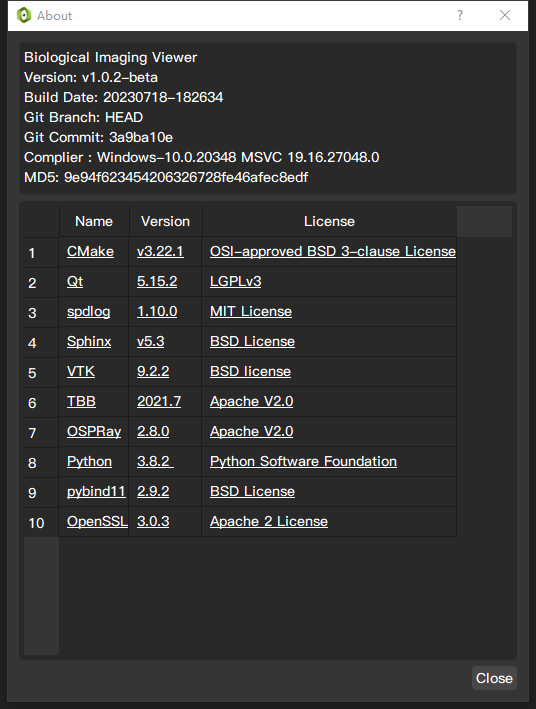 About
Biological Imaging Viewer
Version: v1.0.2-beta
Build Date: 20230718-182634
Git Branch: HEAD
Git Commit: 3a9ba10e
Complier : Windows-10.0.20348 MSVC 19.16.27048.0
MD5: 9e94f623454206326728fe46afec8edf
Name Version License
1 CMake v3.22.1 OSI-approved BSD 3-clause License
2 Qt 5.15.2 LGPLv3
3 spdlog 1.10.0 MIT License
4 Sphinx v5.3 BSD License
5 VTK 9.2.2 BSD license
6 TBB 2021.7 Apache V2.0
7 OSPRay 2.8.0 Apache V2.0
8 Python 3.8.2 Python Software Foundation
9 pybind11 2.9.2 BSD License
10 OpenSSL 3.0.3 Apache 2 License
Close